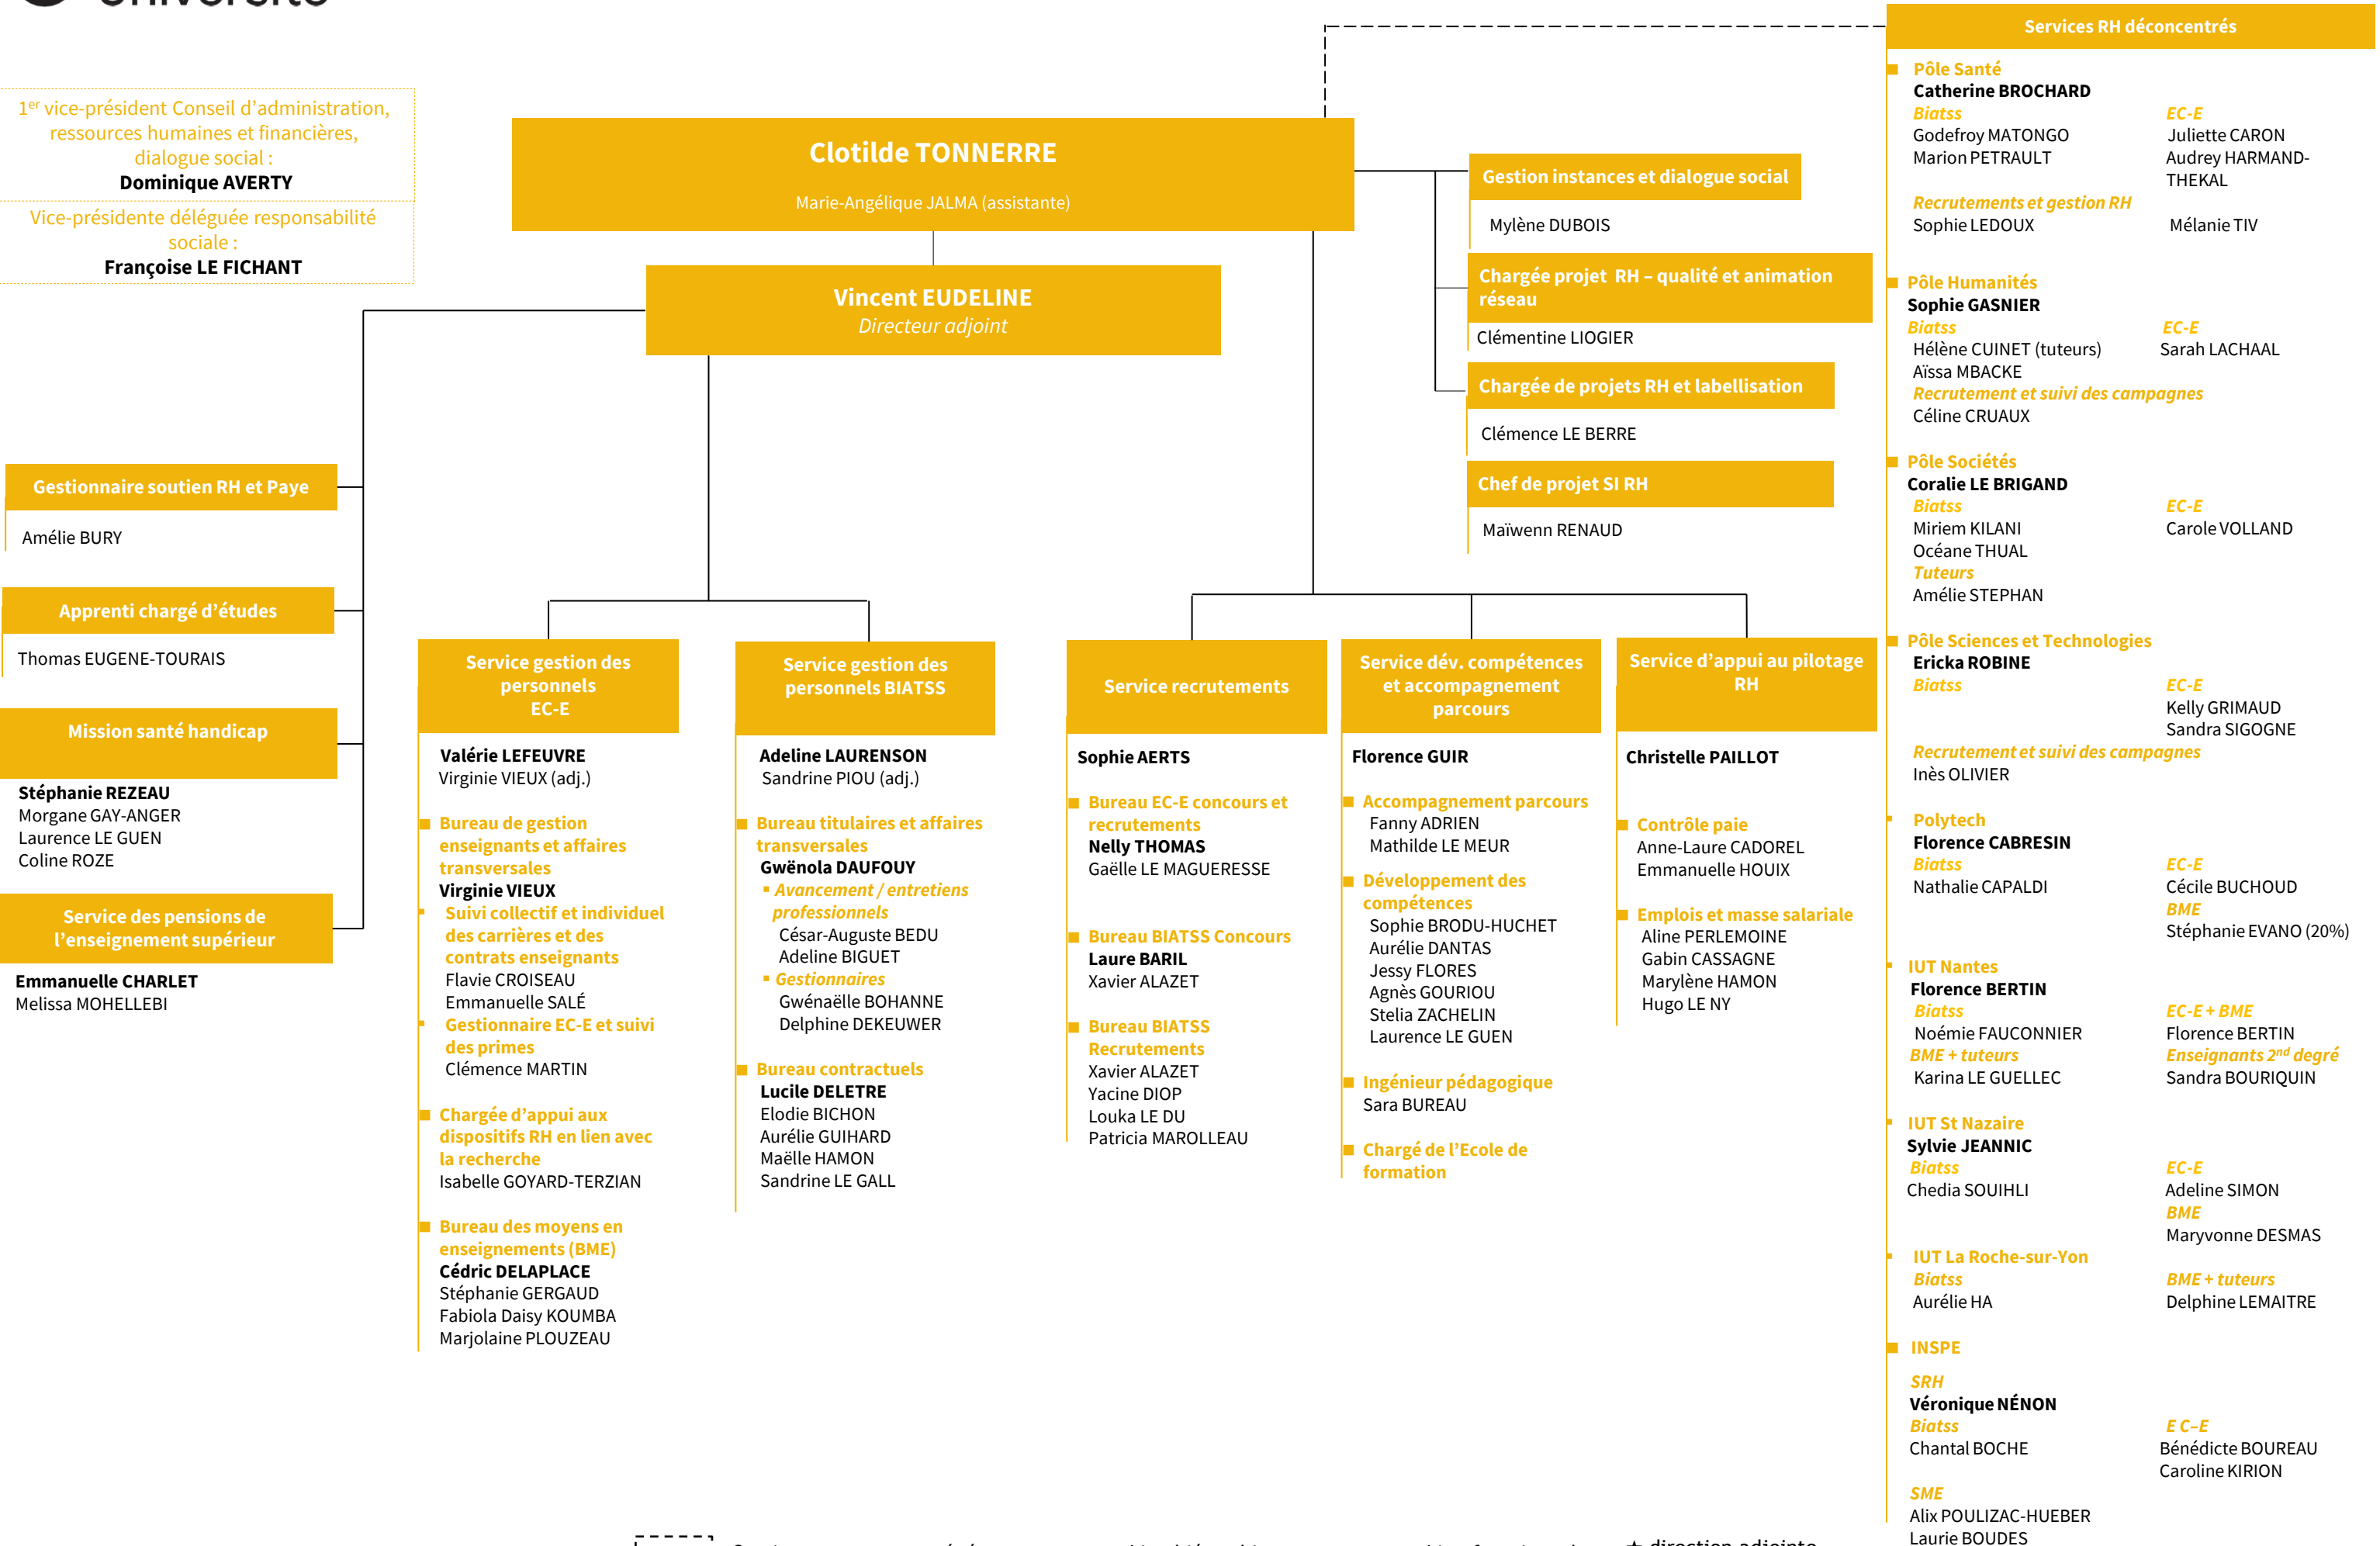 Université
1er vice-président Conseil d’administration,
ressources humaines et financières,
dialogue social :
Dominique AVERTY
Vice-présidente déléguée responsabilité
sociale :
Françoise LE FICHANT
Clotilde TONNERRE
Marie-Angélique JALMA (assistante)
Vincent EUDELINE
Directeur adjoint
Gestionnaire soutien RH et Paye
Amélie BURY
Apprenti chargé d’études
Thomas EUGENE-TOURAIS
Mission santé handicap
Stéphanie REZEAU
Morgane GAY-ANGER
Laurence LE GUEN
Coline ROZE
Service des pensions de
l’enseignement supérieur
Emmanuelle CHARLET
Melissa MOHELLEBI
Gestion instances et dialogue social
Mylène DUBOIS
Chargée projet RH – qualité et animation
réseau
Clémentine LIOGIER
Chargée de projets RH et labellisation
Clémence LE BERRE
Chef de projet SI RH
Maïwenn RENAUD
Service gestion des
personnels
EC-E
Valérie LEFEUVRE
Virginie VIEUX (adj.)
Bureau de gestion
enseignants et affaires
transversales
Virginie VIEUX
Suivi collectif et individuel
des carrières et des
contrats enseignants
Flavie CROISEAU
Emmanuelle SALÉ
Gestionnaire EC-E et suivi
des primes
Clémence MARTIN
Chargée d’appui aux
dispositifs RH en lien avec
la recherche
Isabelle GOYARD-TERZIAN
Bureau des moyens en
enseignements (BME)
Cédric DELAPLACE
Stéphanie GERGAUD
Fabiola Daisy KOUMBA
Marjolaine PLOUZEAU
Service gestion des
personnels BIATSS
Adeline LAURENSON
Sandrine PIOU (adj.)
Bureau titulaires et affaires
transversales
Gwënola DAUFOUY
Avancement / entretiens
professionnels
César-Auguste BEDU
Adeline BIGUET
Gestionnaires
Gwénaëlle BOHANNE
Delphine DEKEUWER
Bureau contractuels
Lucile DELETRE
Elodie BICHON
Aurélie GUIHARD
Maëlle HAMON
Sandrine LE GALL
Service recrutements
Sophie AERTS
Bureau EC-E concours et
recrutements
Nelly THOMAS
Gaëlle LE MAGUERESSE
Bureau BIATSS Concours
Laure BARIL
Xavier ALAZET
Bureau BIATSS
Recrutements
Xavier ALAZET
Yacine DIOP
Louka LE DU
Patricia MAROLLEAU
Service dév. compétences
et accompagnement
parcours
Florence GUIR
Accompagnement parcours
Fanny ADRIEN
Mathilde LE MEUR
Développement des
compétences
Sophie BRODU-HUCHET
Aurélie DANTAS
Jessy FLORES
Agnès GOURIOU
Stelia ZACHELIN
Laurence LE GUEN
Ingénieur pédagogique
Sara BUREAU
Chargé de l’Ecole de
formation
Service d’appui au pilotage
RH
Christelle PAILLOT
Contrôle paie
Anne-Laure CADOREL
Emmanuelle HOUIX
Emplois et masse salariale
Aline PERLEMOINE
Gabin CASSAGNE
Marylène HAMON
Hugo LE NY
Services RH déconcentrés
Pôle Santé
Catherine BROCHARD
Biatss EC-E
Godefroy MATONGO Juliette CARON
Marion PETRAULT Audrey HARMAND-
THEKAL
Recrutements et gestion RH
Sophie LEDOUX Mélanie TIV
Pôle Humanités
Sophie GASNIER
Biatss EC-E
Hélène CUINET (tuteurs) Sarah LACHAAL
Aïssa MBACKE
Recrutement et suivi des campagnes
Céline CRUAUX
Pôle Sociétés
Coralie LE BRIGAND
Biatss EC-E
Miriem KILANI Carole VOLLAND
Océane THUAL
Tuteurs
Amélie STEPHAN
Pôle Sciences et Technologies
Ericka ROBINE
Biatss EC-E
Kelly GRIMAUD
Sandra SIGOGNE
Recrutement et suivi des campagnes
Inès OLIVIER
Polytech
Florence CABRESIN
Biatss EC-E
Nathalie CAPALDI Cécile BUCHOUD
BME
Stéphanie EVANO (20%)
IUT Nantes
Florence BERTIN
Biatss EC-E + BME
Noémie FAUCONNIER Florence BERTIN
BME + tuteurs Enseignants 2nd degré
Karina LE GUELLEC Sandra BOURIQUIN
IUT St Nazaire
Sylvie JEANNIC
Biatss EC-E
Chedia SOUIHLI Adeline SIMON
BME
Maryvonne DESMAS
IUT La Roche-sur-Yon
Biatss BME + tuteurs
Aurélie HA Delphine LEMAITRE
INSPE
SRH
Véronique NÉNON
Biatss E C–E
Chantal BOCHE Bénédicte BOUREAU
Caroline KIRION
SME
Alix POULIZAC-HUEBER
Laurie BOUDES
direction adjointe